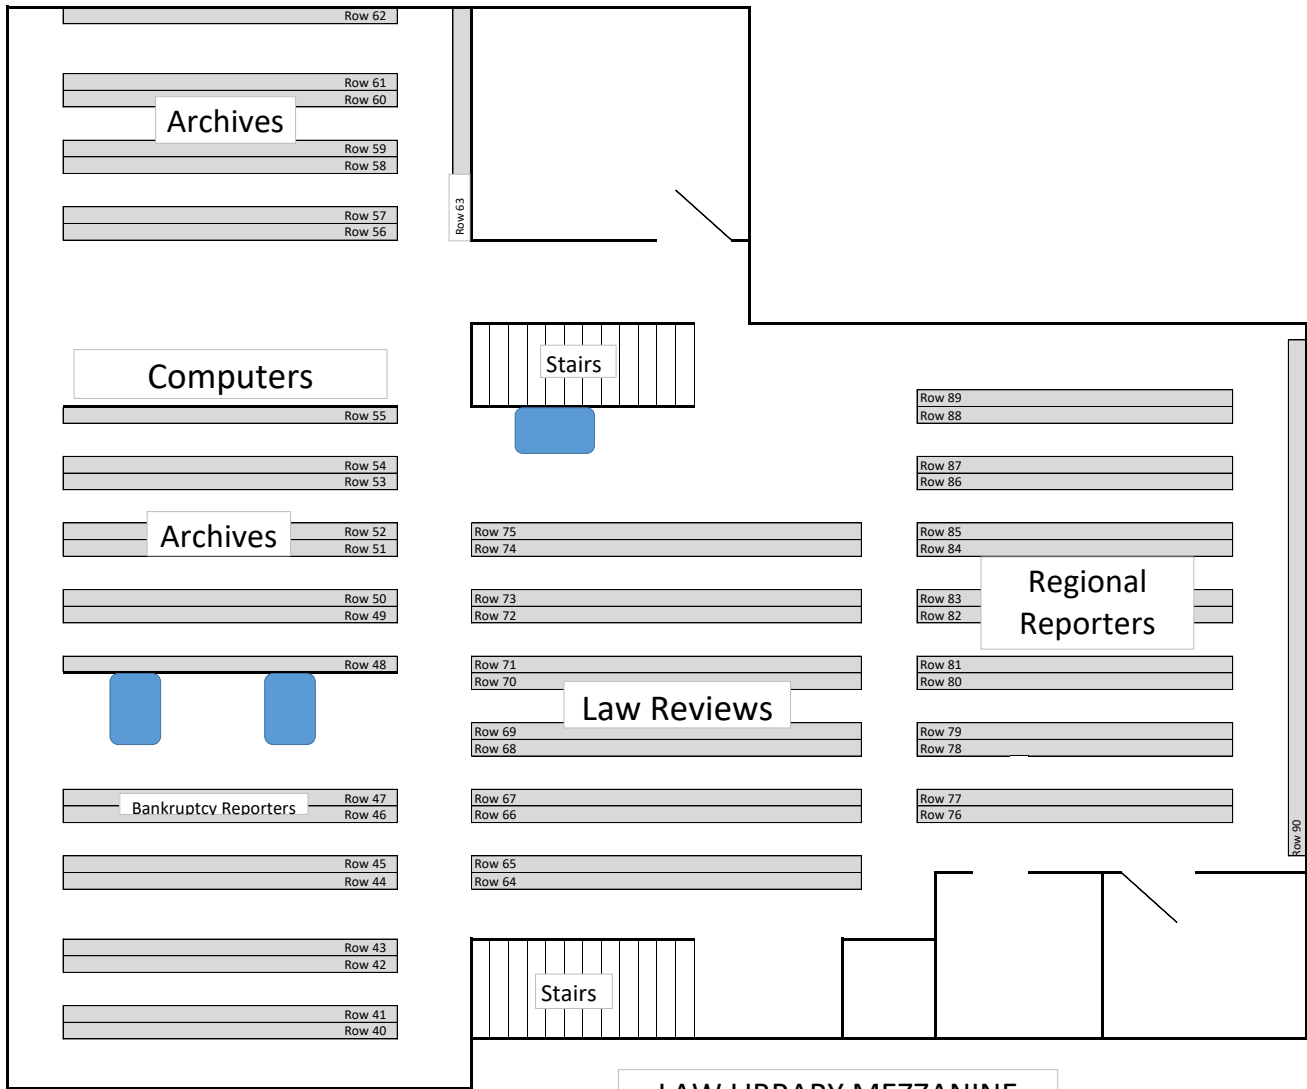 Row 62
Row 61
Row 60
Archives
Row 59
Row 58
Row 57
Row 56
Row 63
Computers
Row 55
Row 54
Row 53
Archives
Row 52
Row 51
Row 50
Row 49
Row 48
Bankruptcy Reporters
Row 47
Row 46
Row 45
Row 44
Row 43
Row 42
Row 41
Row 40
Stairs
Row 75
Row 74
Row 73
Row 72
Row 71
Row 70
Law Reviews
Row 69
Row 68
Row 67
Row 66
Row 65
Row 64
Stairs
Row 89
Row 88
Row 87
Row 86
Row 85
Row 84
Regional
Reporters
Row 83
Row 82
Row 81
Row 80
Row 79
Row 78
Row 77
Row 76
Row 90
LAW LIBRARY MEZZANINE